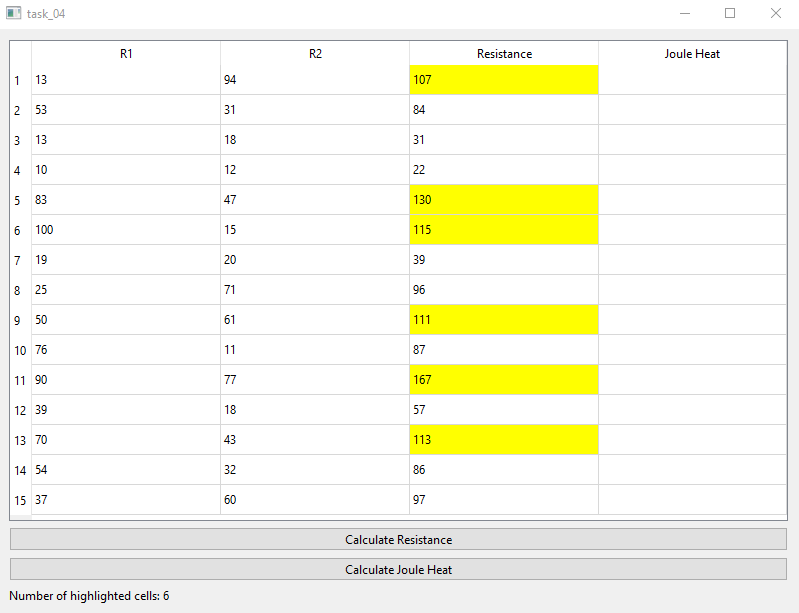 task_04
R1 R2 Resistance Joule Heat
1 13 94 107
2 53 31 84
3 13 18 31
4 10 12 22
5 83 47 130
6 100 15 115
7 19 20 39
8 25 71 96
9 50 61 111
10 76 11 87
11 90 77 167
12 39 18 57
13 70 43 113
14 54 32 86
15 37 60 97
Calculate Resistance
Calculate Joule Heat
Number of highlighted cells: 6